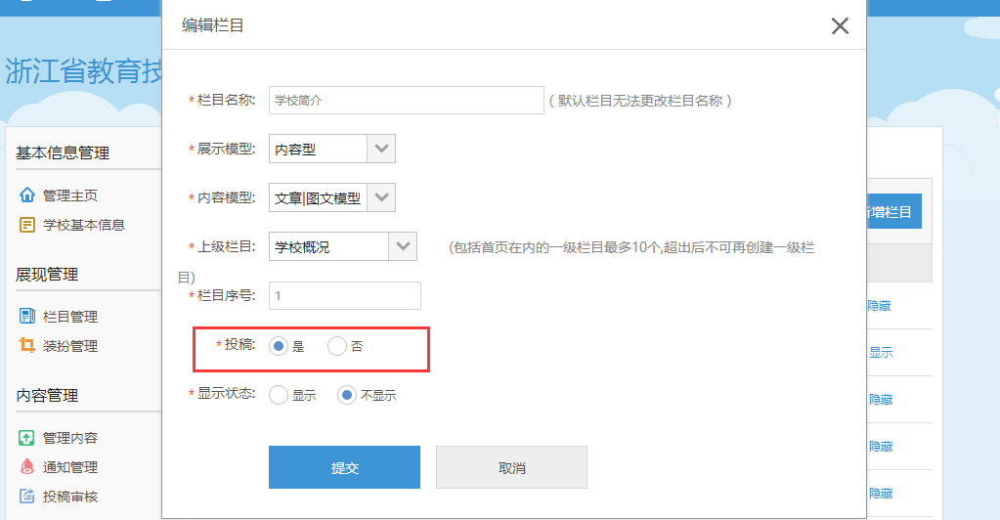 编辑栏目
浙江省教育技
*栏目名称: 学校简介 ( 默认栏目无法更改栏目名称 )
*展示模型: 内容型
*内容模型: 文章|图文模型
*上级栏目: 学校概况 (包括首页在内的一级栏目最多10个,超出后不可再创建一级栏
目)
*栏目序号: 1
*投稿: 是 否
*显示状态: 显示 不显示
提交 取消
基本信息管理
管理主页
学校基本信息
展现管理
栏目管理
装扮管理
内容管理
管理内容
通知管理
投稿审核
新增栏目
隐藏
显示
隐藏
隐藏
隐藏